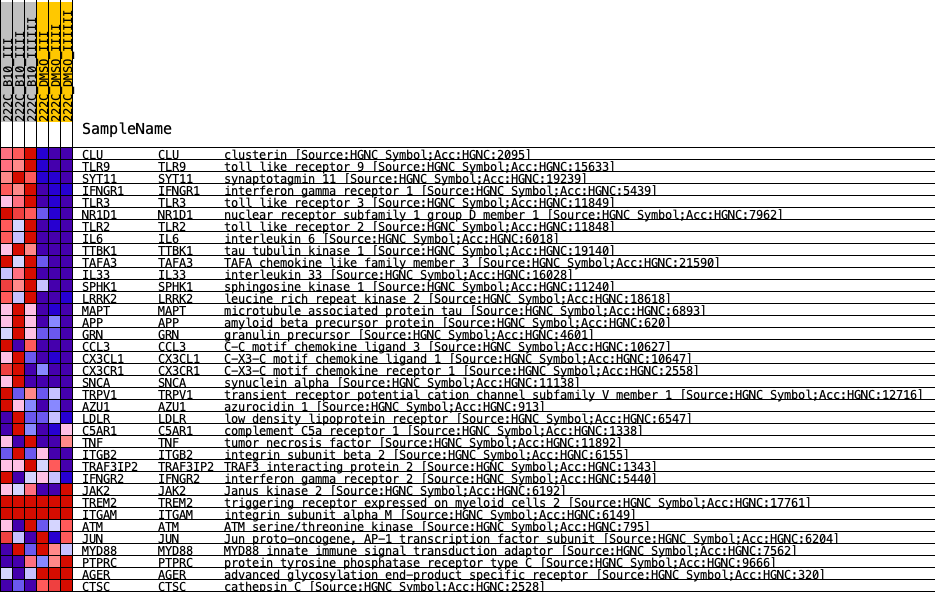 222C_B10_III
222C_B10_IIII
222C_B10_IIIIII
222C_DMSO_III
222C_DMSO_IIII
222C_DMSO_IIIIII
SampleName
CLU CLU clusterin [Source:HGNC Symbol;Acc:HGNC:2095]
TLR9 TLR9 toll like receptor 9 [Source:HGNC Symbol;Acc:HGNC:15633]
SYT11 SYT11 synaptotagmin 11 [Source:HGNC Symbol;Acc:HGNC:19239]
IFNGR1 IFNGR1 interferon gamma receptor 1 [Source:HGNC Symbol;Acc:HGNC:5439]
TLR3 TLR3 toll like receptor 3 [Source:HGNC Symbol;Acc:HGNC:11849]
NR1D1 NR1D1 nuclear receptor subfamily 1 group D member 1 [Source:HGNC Symbol;Acc:HGNC:7962]
TLR2 TLR2 toll like receptor 2 [Source:HGNC Symbol;Acc:HGNC:11848]
IL6 IL6 interleukin 6 [Source:HGNC Symbol;Acc:HGNC:6018]
TTBK1 TTBK1 tau tubulin kinase 1 [Source:HGNC Symbol;Acc:HGNC:19140]
TAFA3 TAFA3 TAFA chemokine like family member 3 [Source:HGNC Symbol;Acc:HGNC:21590]
IL33 IL33 interleukin 33 [Source:HGNC Symbol;Acc:HGNC:16028]
SPHK1 SPHK1 sphingosine kinase 1 [Source:HGNC Symbol;Acc:HGNC:11240]
LRRK2 LRRK2 leucine rich repeat kinase 2 [Source:HGNC Symbol;Acc:HGNC:18618]
MAPT MAPT microtubule associated protein tau [Source:HGNC Symbol;Acc:HGNC:6893]
APP APP amyloid beta precursor protein [Source:HGNC Symbol;Acc:HGNC:620]
GRN GRN granulin precursor [Source:HGNC Symbol;Acc:HGNC:4601]
CCL3 CCL3 C-C motif chemokine ligand 3 [Source:HGNC Symbol;Acc:HGNC:10627]
CX3CL1 CX3CL1 C-X3-C motif chemokine ligand 1 [Source:HGNC Symbol;Acc:HGNC:10647]
CX3CR1 CX3CR1 C-X3-C motif chemokine receptor 1 [Source:HGNC Symbol;Acc:HGNC:2558]
SNCA SNCA synuclein alpha [Source:HGNC Symbol;Acc:HGNC:11138]
TRPV1 TRPV1 transient receptor potential cation channel subfamily V member 1 [Source:HGNC Symbol;Acc:HGNC:12716]
AZU1 AZU1 azurocidin 1 [Source:HGNC Symbol;Acc:HGNC:913]
LDLR LDLR low density lipoprotein receptor [Source:HGNC Symbol;Acc:HGNC:6547]
C5AR1 C5AR1 complement C5a receptor 1 [Source:HGNC Symbol;Acc:HGNC:1338]
TNF TNF tumor necrosis factor [Source:HGNC Symbol;Acc:HGNC:11892]
ITGB2 ITGB2 integrin subunit beta 2 [Source:HGNC Symbol;Acc:HGNC:6155]
TRAF3IP2 TRAF3IP2 TRAF3 interacting protein 2 [Source:HGNC Symbol;Acc:HGNC:1343]
IFNGR2 IFNGR2 interferon gamma receptor 2 [Source:HGNC Symbol;Acc:HGNC:5440]
JAK2 JAK2 Janus kinase 2 [Source:HGNC Symbol;Acc:HGNC:6192]
TREM2 TREM2 triggering receptor expressed on myeloid cells 2 [Source:HGNC Symbol;Acc:HGNC:17761]
ITGAM ITGAM integrin subunit alpha M [Source:HGNC Symbol;Acc:HGNC:6149]
ATM ATM ATM serine/threonine kinase [Source:HGNC Symbol;Acc:HGNC:795]
JUN JUN Jun proto-oncogene, AP-1 transcription factor subunit [Source:HGNC Symbol;Acc:HGNC:6204]
MYD88 MYD88 MYD88 innate immune signal transduction adaptor [Source:HGNC Symbol;Acc:HGNC:7562]
PTPRC PTPRC protein tyrosine phosphatase receptor type C [Source:HGNC Symbol;Acc:HGNC:9666]
AGER AGER advanced glycosylation end-product specific receptor [Source:HGNC Symbol;Acc:HGNC:320]
CTSC CTSC cathepsin C [Source:HGNC Symbol;Acc:HGNC:2528]